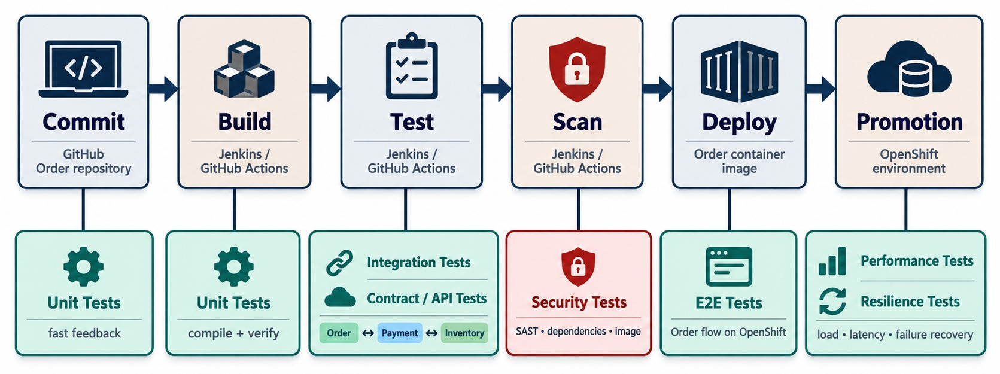 </>
Commit
GitHub
Order repository
Build
Jenkins /
GitHub Actions
Test
Jenkins /
GitHub Actions
Scan
Jenkins /
GitHub Actions
Deploy
Order container
image
Promotion
OpenShift
environment
Unit Tests
fast feedback
Unit Tests
compile + verify
Integration Tests
Contract / API Tests
Order ↔ Payment ↔ Inventory
Security Tests
SAST • dependencies • image
E2E Tests
Order flow on OpenShift
Performance Tests
Resilience Tests
load • latency • failure recovery